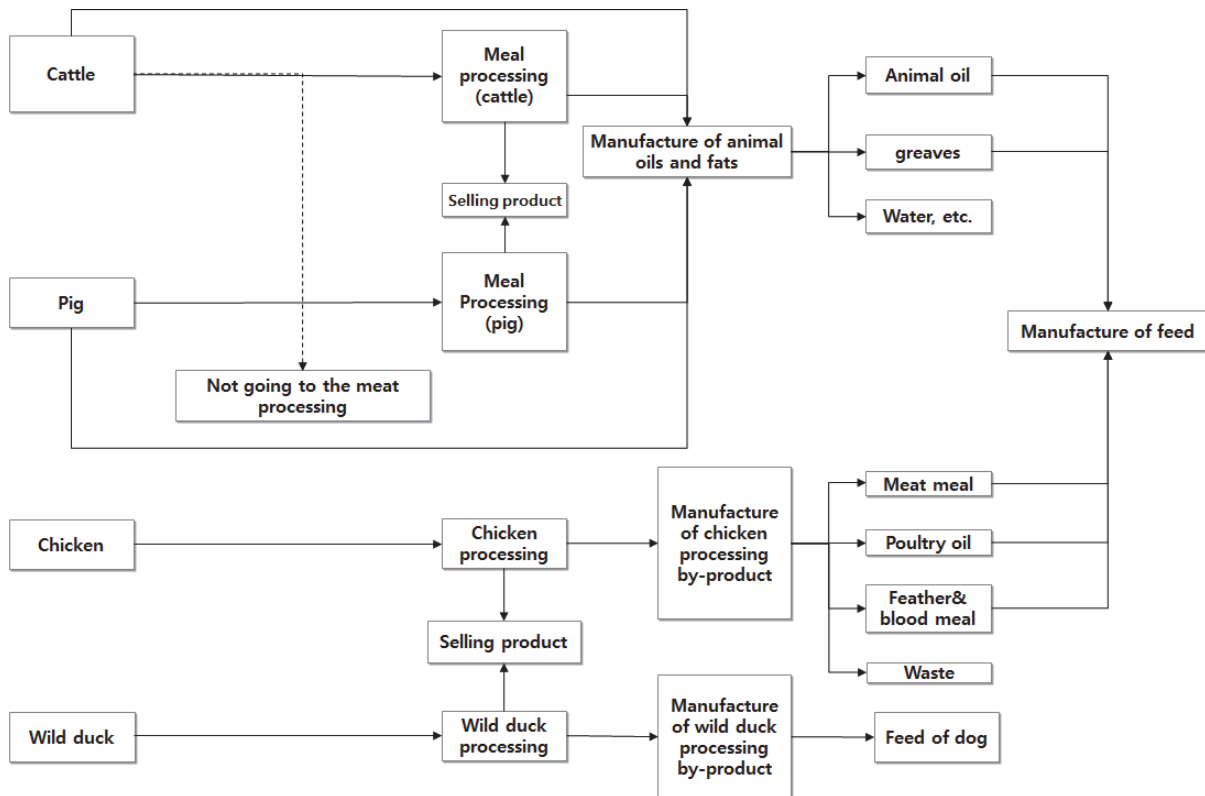 Cattle
Meal
processing
(cattle)
Manufacture of animal
oils and fats
Animal oil
greaves
Water, etc.
Selling product
Pig
Meal
Processing
(pig)
Manufacture of feed
Not going to the meat
processing
Chicken
Chicken
processing
Manufacture
of chicken
processing
by-product
Meat meal
Poultry oil
Feather&
blood meal
Waste
Selling product
Wild duck
Wild duck
processing
Manufacture
of wild duck
processing
by-product
Feed of dog